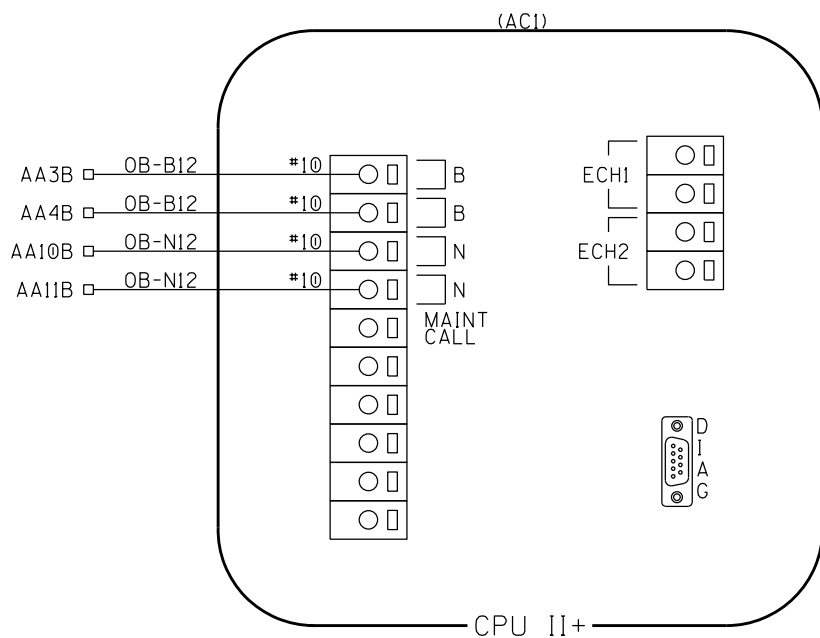 (AC1)
AA3B OB-B12 #10 B
AA4B OB-B12 #10 B
AA10B OB-N12 #10 N
AA11B OB-N12 #10 N
MAINT
CALL
ECH1
ECH2
D
I
A
G
CPU II+